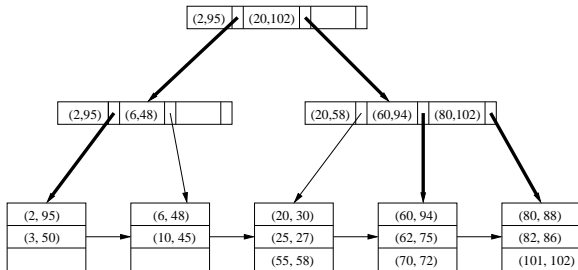 (2,95) (20,102)
(2,95) (6,48) (20,58) (60,94) (80,102)
(2, 95) (6, 48) (20, 30) (60, 94) (80, 88)
(3, 50) (10, 45) (25, 27) (62, 75) (82, 86)
(55, 58) (70, 72) (101, 102)